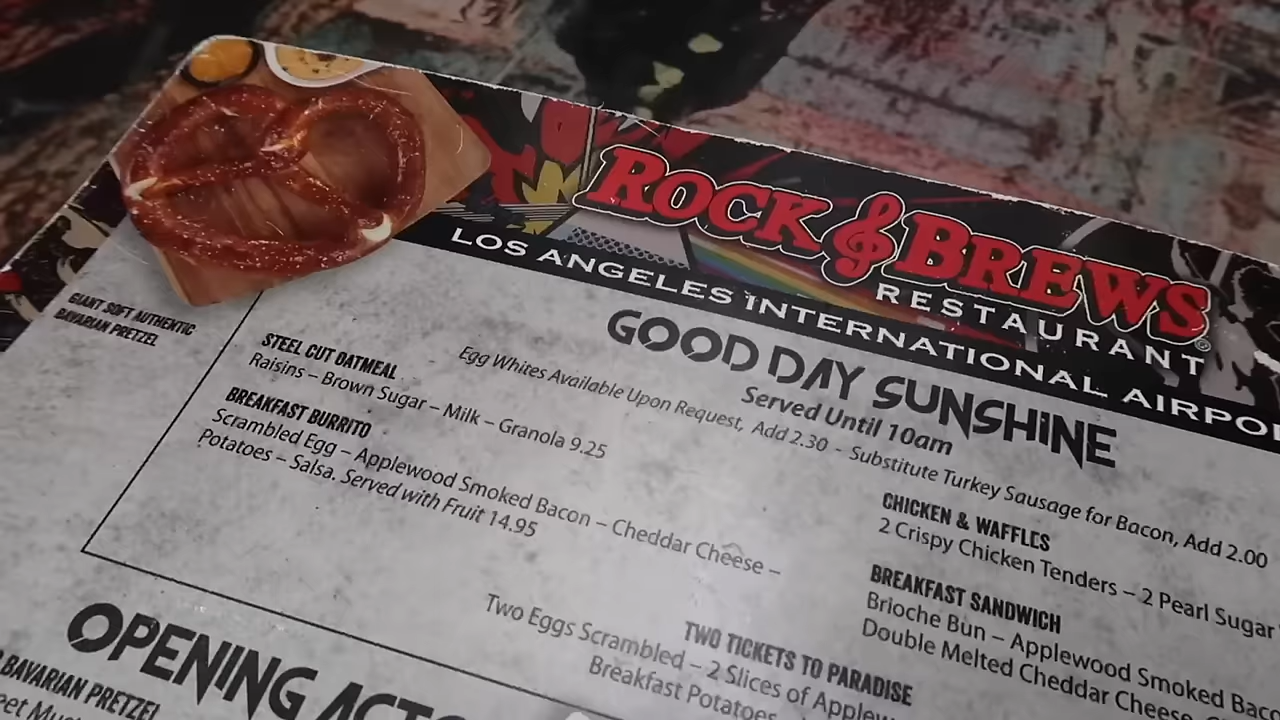 ROCK & BREWS
RESTAURANT
LOS ANGELES INTERNATIONAL
GIANT SOFT AUTHENTIC
BAVARIAN PRETZEL
GOOD DAY SUNSHINE
Served Until 10am
Egg Whites Available Upon Request, Add 2.30 - Substitute Turkey Sausage for Bacon, Add 2.00
STEEL CUT OATMEAL
Raisins – Brown Sugar – Milk – Granola 9.25
BREAKFAST BURRITO
Scrambled Egg – Applewood Smoked Bacon – Cheddar Cheese –
Potatoes – Salsa. Served with Fruit 14.95
CHICKEN & WAFFLES
2 Crispy Chicken Tenders – 2 Pearl Sugar
BREAKFAST SANDWICH
Brioche Bun – Applewood Smoked
Double Melted Cheddar Cheese
TWO TICKETS TO PARADISE
Two Eggs Scrambled – 2 Slices of
Breakfast Potatoes
OPENING
BAVARIAN PRETZEL